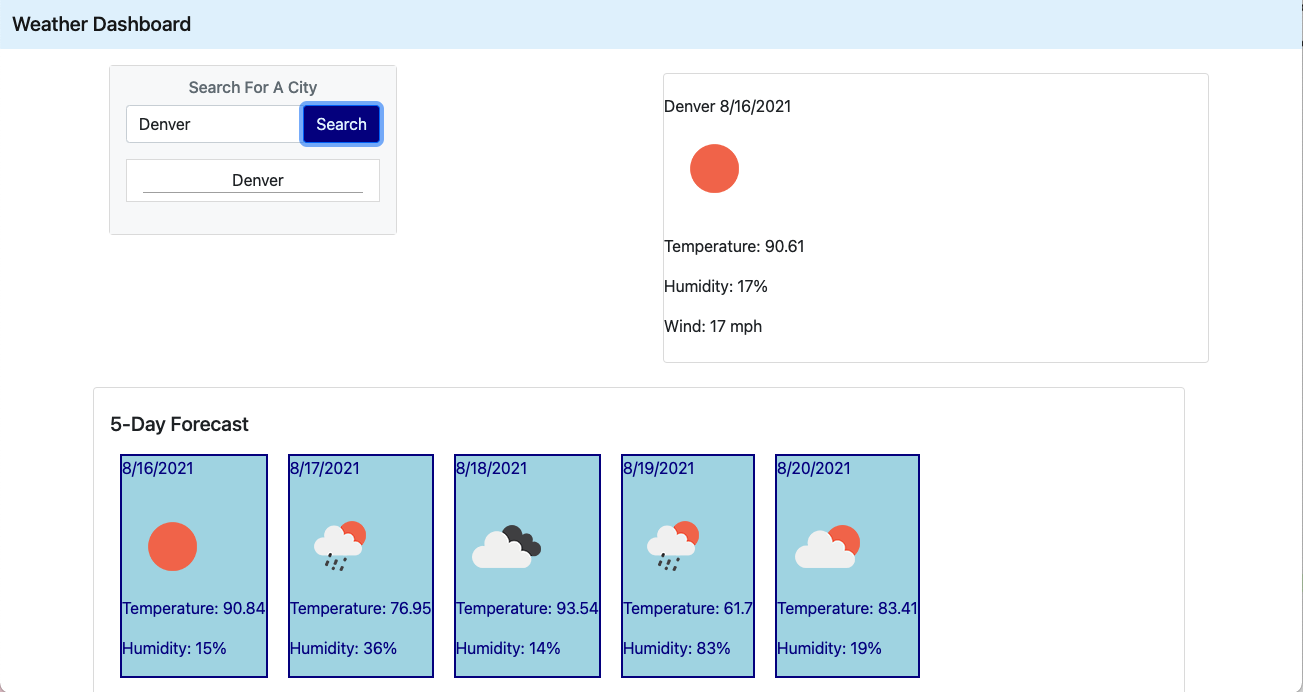 Weather Dashboard
Search For A City
Denver
Search
Denver
Denver 8/16/2021
Temperature: 90.61
Humidity: 17%
Wind: 17 mph
5-Day Forecast
8/16/2021
Temperature: 90.84
Humidity: 15%
8/17/2021
Temperature: 76.95
Humidity: 36%
8/18/2021
Temperature: 93.54
Humidity: 14%
8/19/2021
Temperature: 61.7
Humidity: 83%
8/20/2021
Temperature: 83.41
Humidity: 19%